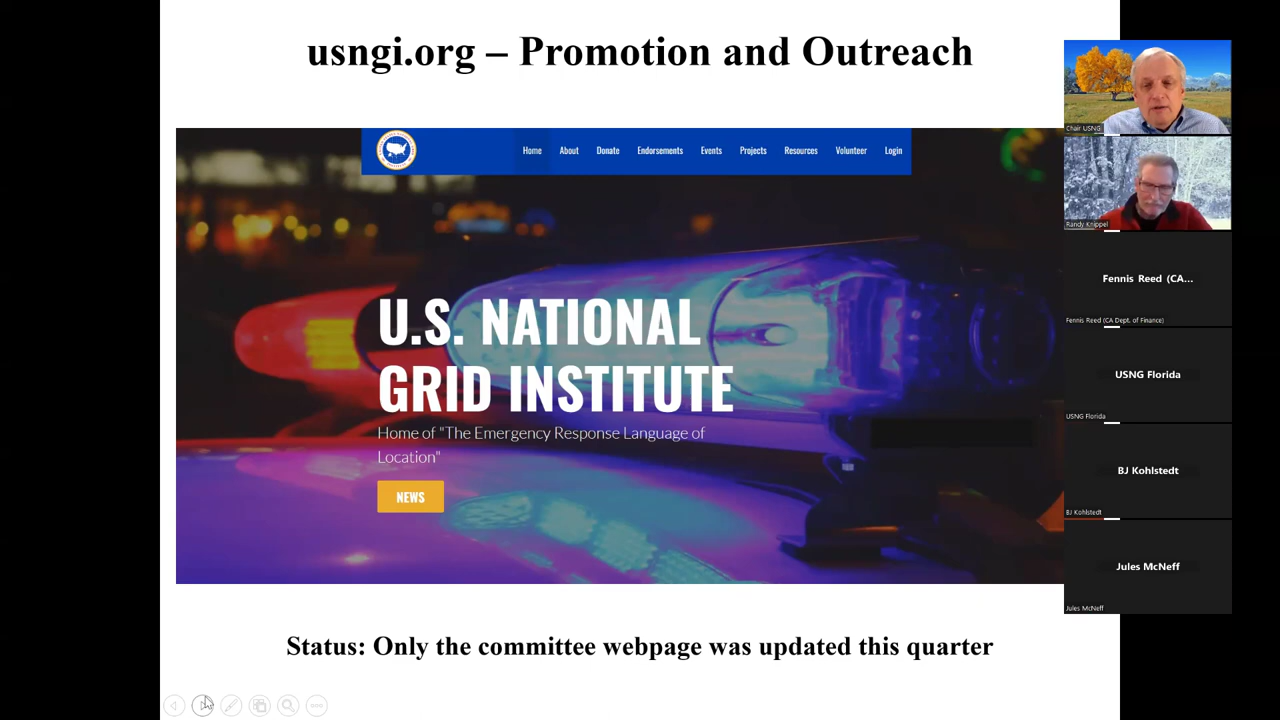 usngi.org – Promotion and Outreach
Home About Donate Endorsements Events Projects Resources Volunteer Login
U.S. NATIONAL
GRID INSTITUTE
Home of "The Emergency Response Language of
Location"
NEWS
Status: Only the committee webpage was updated this quarter
Chair USNG
Randy Knippel
Fennis Reed (CA...
Fennis Reed (CA Dept. of Finance)
USNG Florida
USNG Florida
BJ Kohlstedt
BJ Kohlstedt
Jules McNeff
Jules McNeff